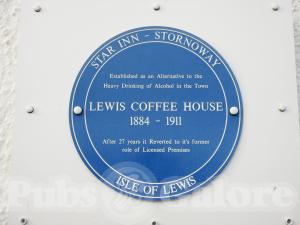 STAR INN - STORNOWAY
Established as an Alternative to the
Heavy Drinking of Alcohol in the Town
LEWIS COFFEE HOUSE
1884 - 1911
After 27 years it Reverted to it's former
role of Licensed Premises
ISLE OF LEWIS
Pubs Galore